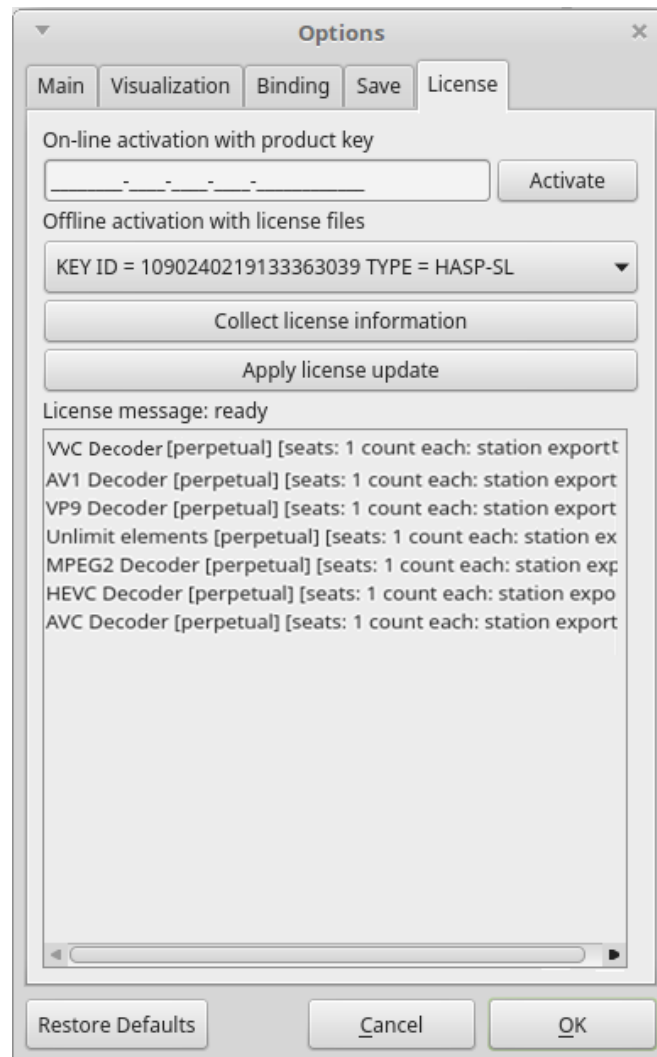 Options
Main Visualization Binding Save License
On-line activation with product key
________-____-____-____-____________
Activate
Offline activation with license files
KEY ID = 1090240219133363039 TYPE = HASP-SL
Collect license information
Apply license update
License message: ready
VVC Decoder [perpetual] [seats: 1 count each: station export
AV1 Decoder [perpetual] [seats: 1 count each: station export
VP9 Decoder [perpetual] [seats: 1 count each: station export
Unlimit elements [perpetual] [seats: 1 count each: station ex
MPEG2 Decoder [perpetual] [seats: 1 count each: station exp
HEVC Decoder [perpetual] [seats: 1 count each: station expo
AVC Decoder [perpetual] [seats: 1 count each: station export
Restore Defaults Cancel OK